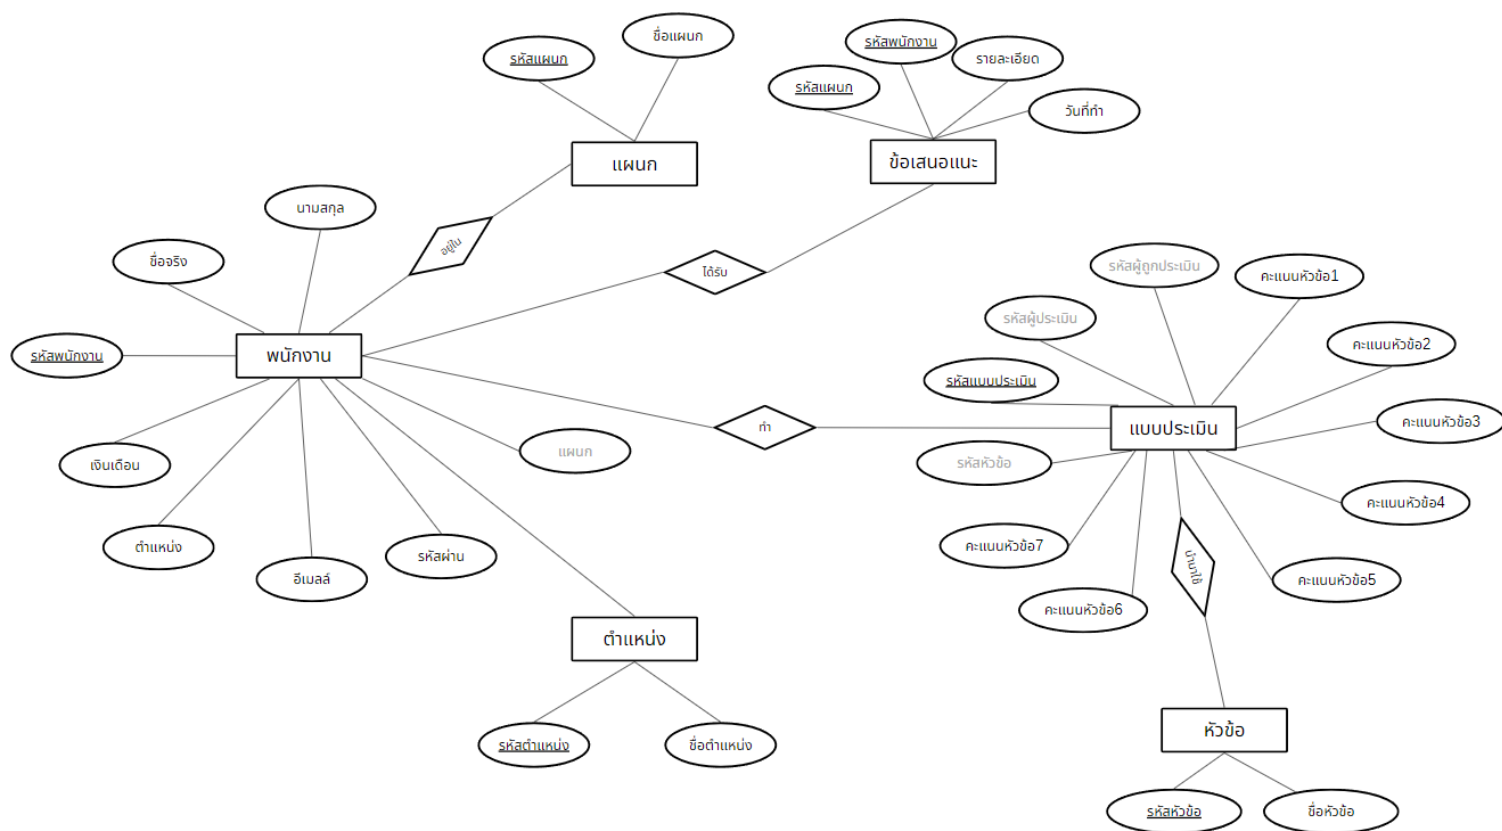 ชื่อแผนก
รหัสแผนก
รหัสพนักงาน
รายละเอียด
รหัสแผนก
วันที่ทำ
แผนก
ข้อเสนอแนะ
นามสกุล
อยู่ใน
ชื่อจริง
ได้รับ
รหัสผู้ถูกประเมิน
คะแนนหัวข้อ1
รหัสผู้ประเมิน
คะแนนหัวข้อ2
รหัสพนักงาน
พนักงาน
รหัสแบบประเมิน
คะแนนหัวข้อ3
ทำ
แบบประเมิน
เงินเดือน
แผนก
รหัสหัวข้อ
คะแนนหัวข้อ4
ตำแหน่ง
รหัสผ่าน
คะแนนหัวข้อ7
อีเมลล์
นำมาใช้
คะแนนหัวข้อ5
คะแนนหัวข้อ6
ตำแหน่ง
รหัสตำแหน่ง
ชื่อตำแหน่ง
หัวข้อ
รหัสหัวข้อ
ชื่อหัวข้อ